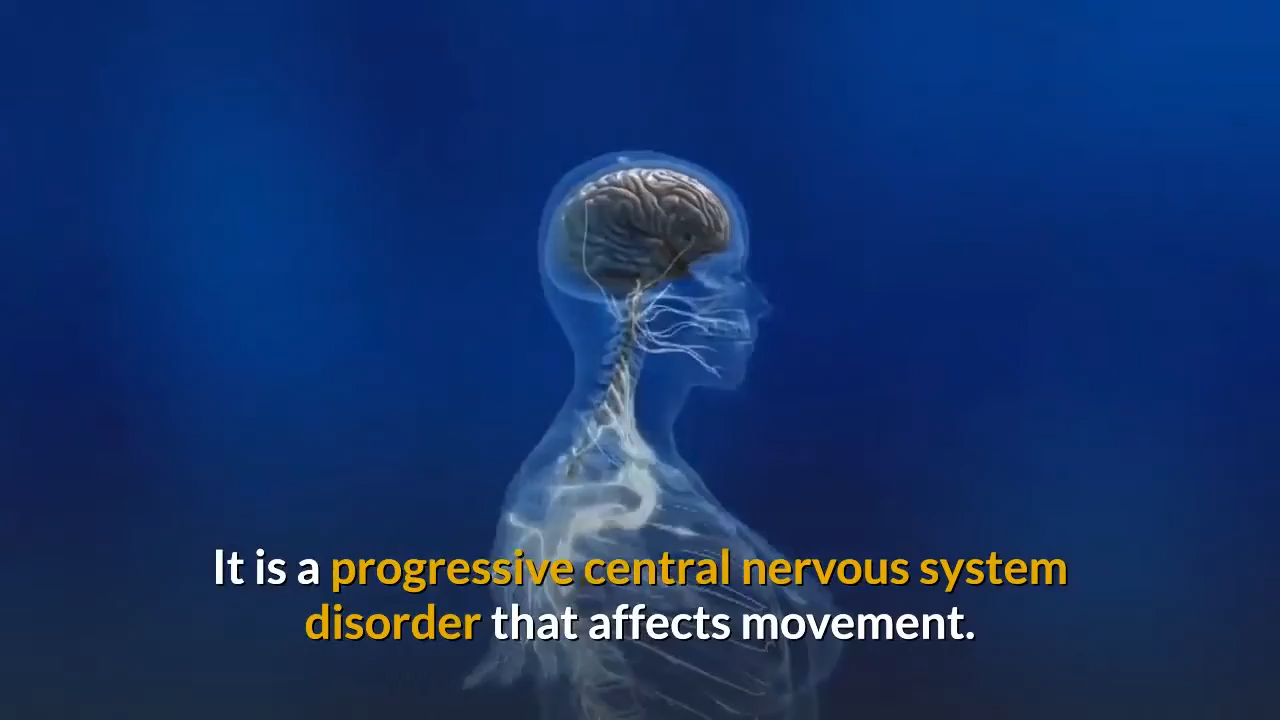 It is a progressive central nervous system
disorder that affects movement.